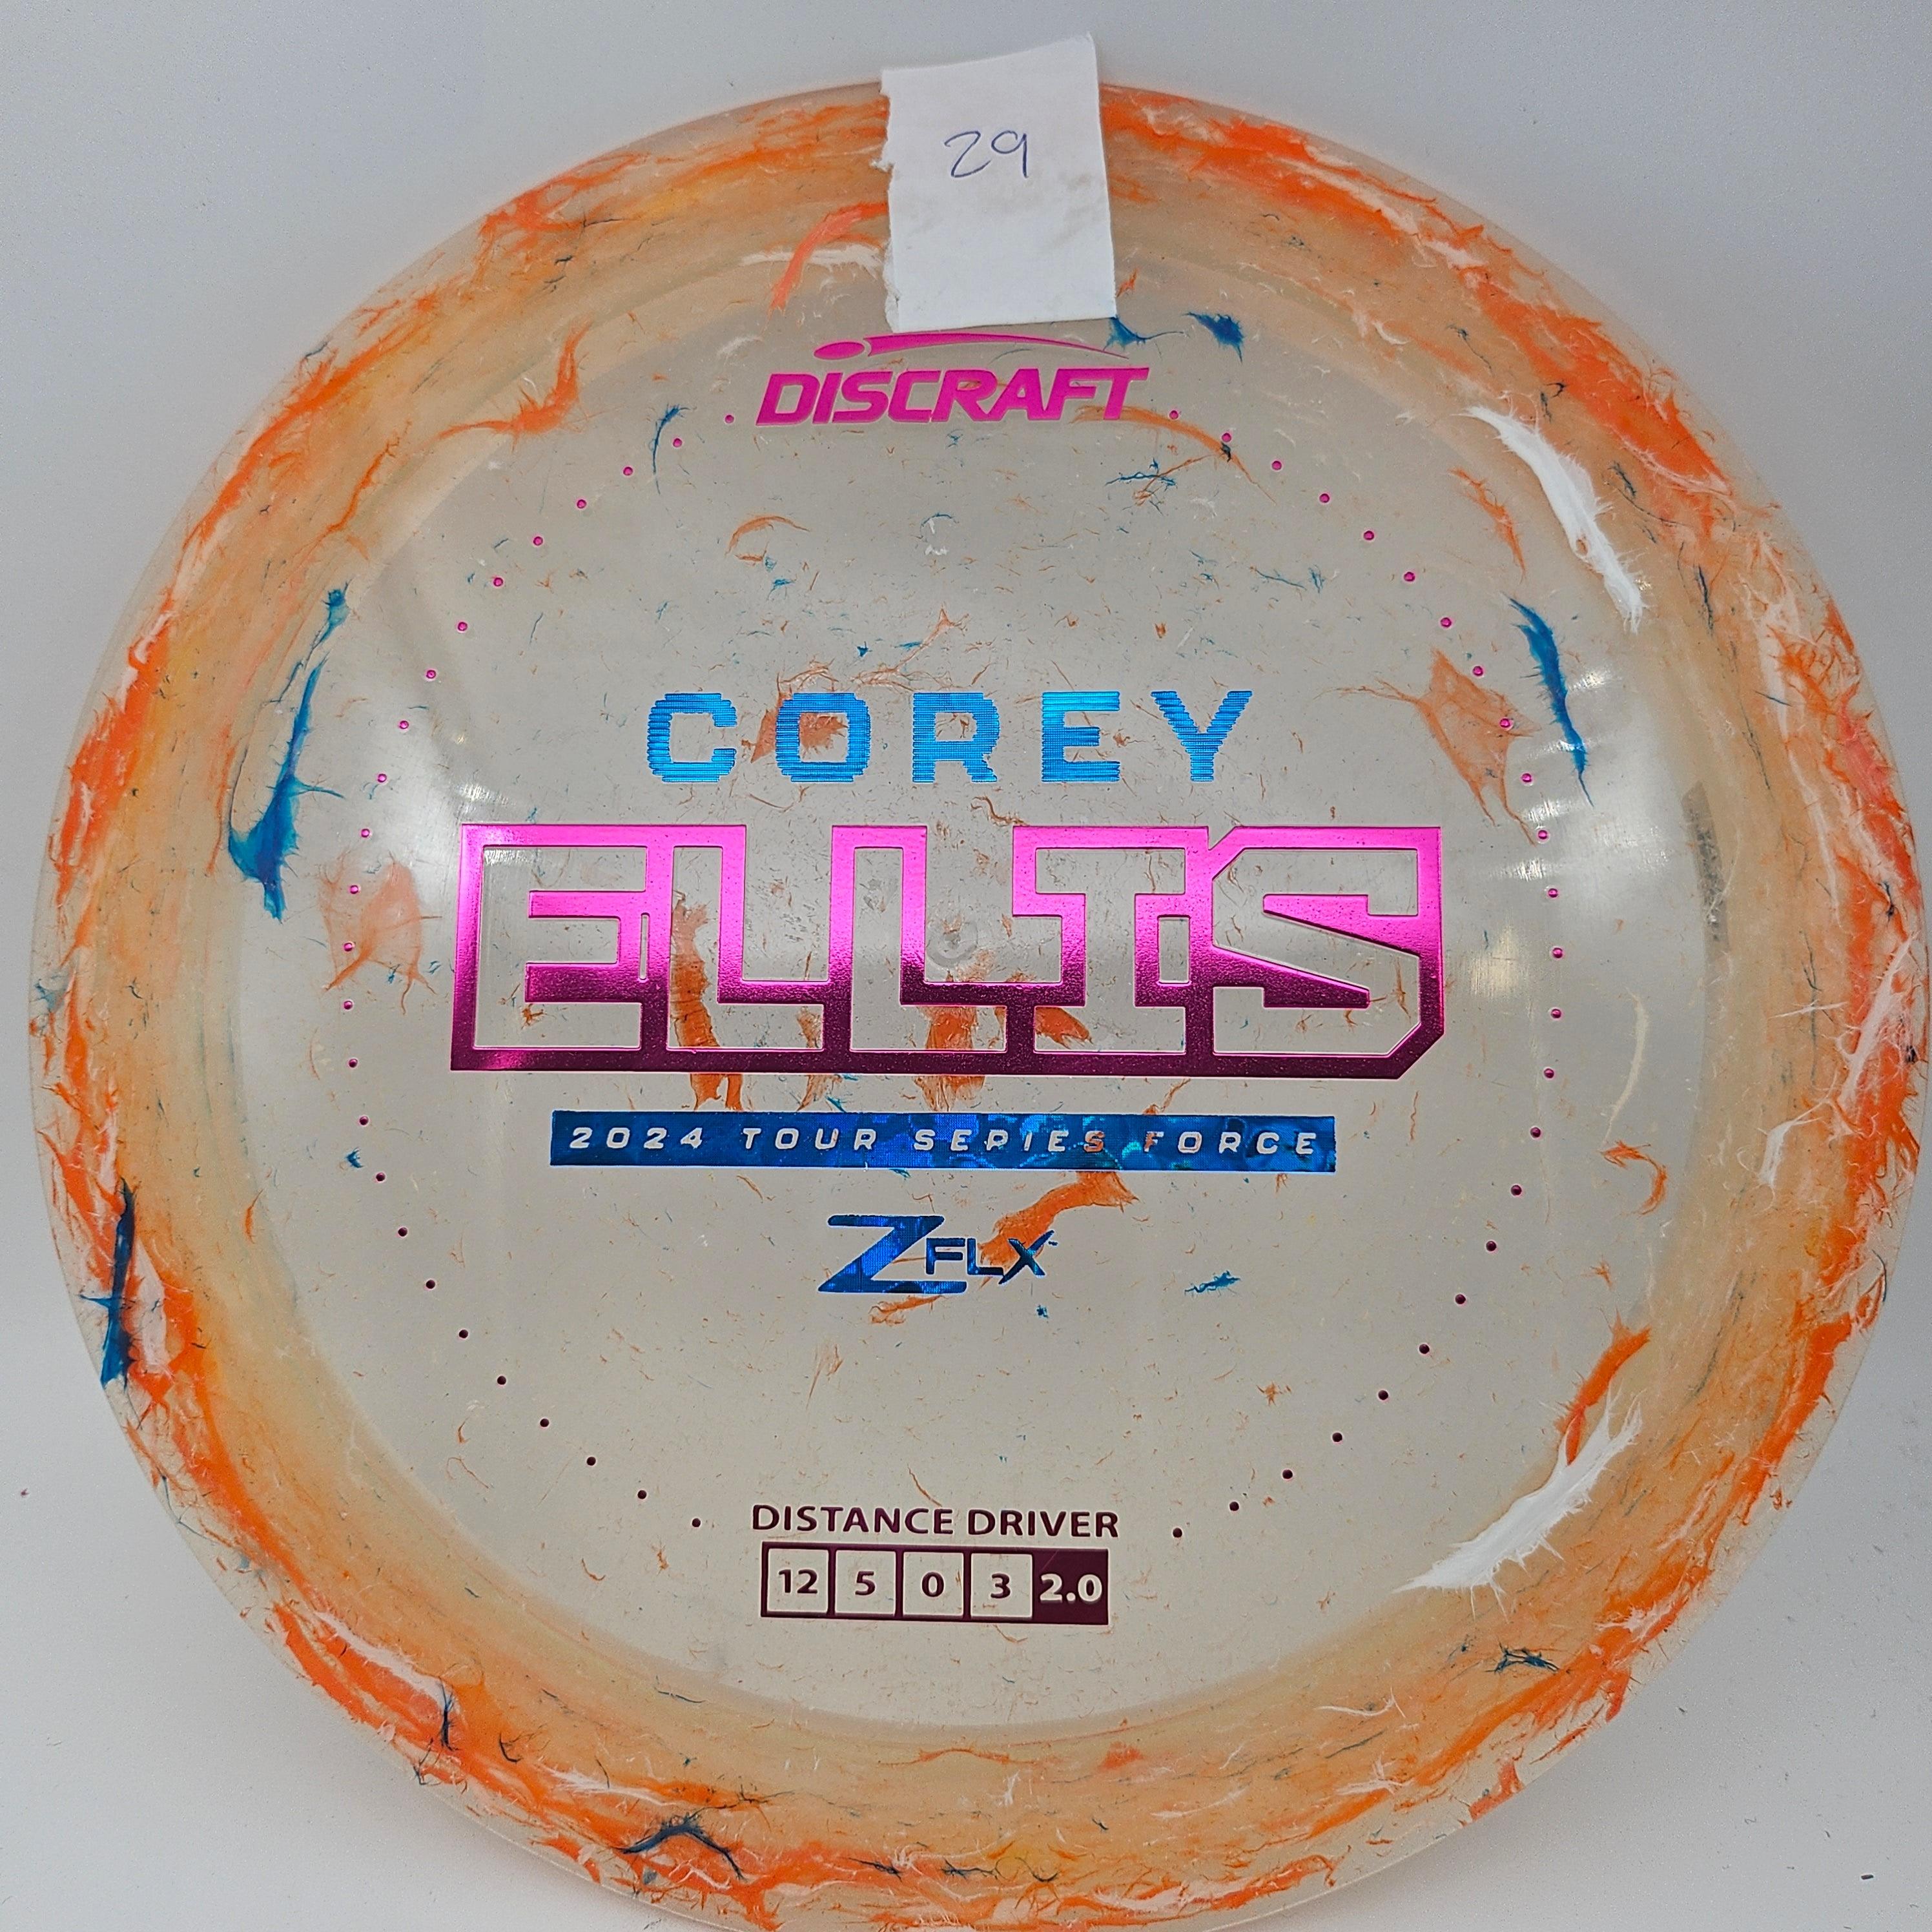 29
DISCRAFT
COREY
ELLIS
2024 TOUR SERIES FORCE
Z FLX
DISTANCE DRIVER
12 5 0 3 2.0